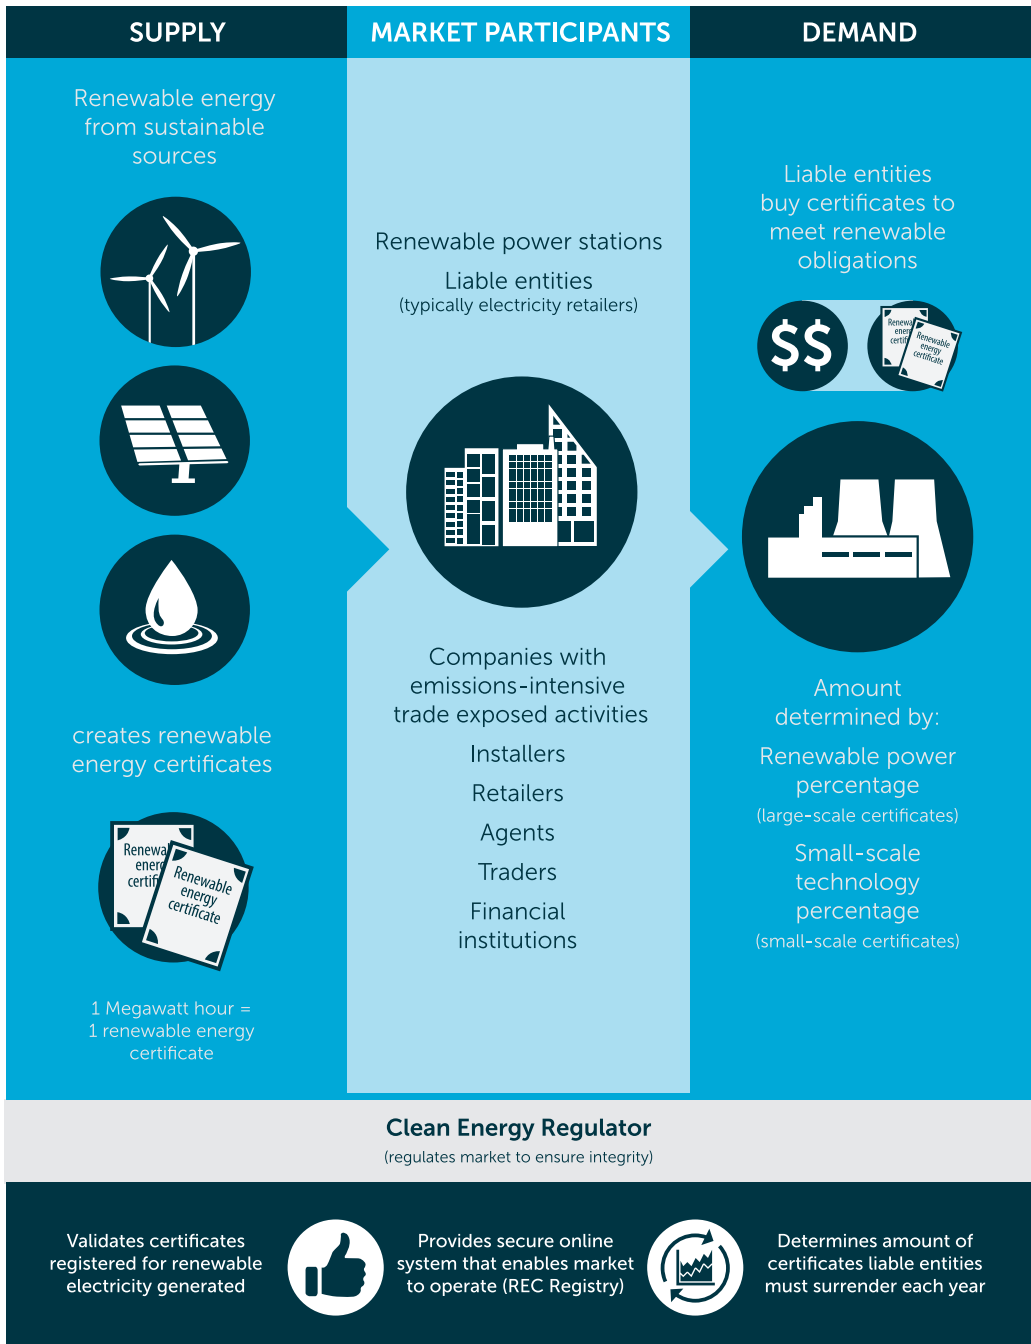 SUPPLY
Renewable energy
from sustainable
sources
creates renewable
energy certificates
Renewable
energy
certificate
1 Megawatt hour =
1 renewable energy
certificate
MARKET PARTICIPANTS
Renewable power stations
Liable entities
(typically electricity retailers)
Companies with
emissions-intensive
trade exposed activities
Installers
Retailers
Agents
Traders
Financial
institutions
DEMAND
Liable entities
buy certificates to
meet renewable
obligations
$$
Renewable
energy
certificate
Amount
determined by:
Renewable power
percentage
(large-scale certificates)
Small-scale
technology
percentage
(small-scale certificates)
Clean Energy Regulator
(regulates market to ensure integrity)
Validates certificates
registered for renewable
electricity generated
Provides secure online
system that enables market
to operate (REC Registry)
Determines amount of
certificates liable entities
must surrender each year